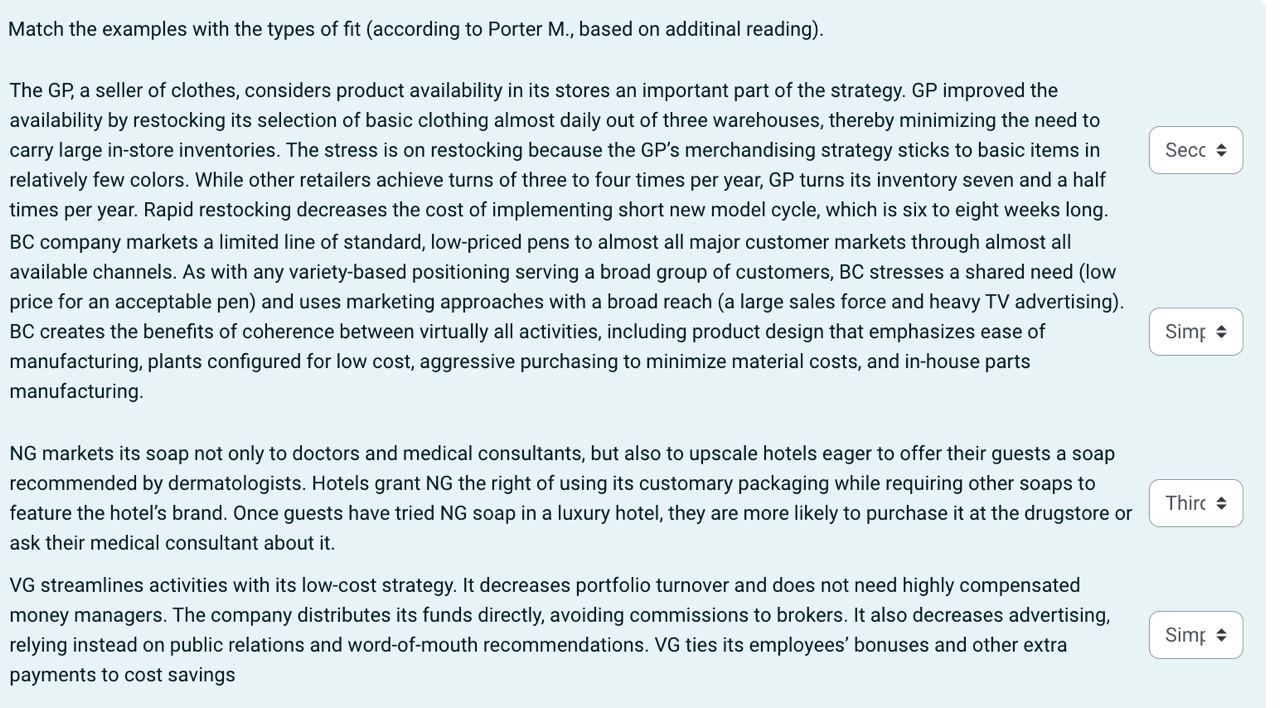 Match the examples with the types of fit (according to Porter M., based on additinal reading).
The GP, a seller of clothes, considers product availability in its stores an important part of the strategy. GP improved the
availability by restocking its selection of basic clothing almost daily out of three warehouses, thereby minimizing the need to
carry large in-store inventories. The stress is on restocking because the GP's merchandising strategy sticks to basic items in
relatively few colors. While other retailers achieve turns of three to four times per year, GP turns its inventory seven and a half
times per year. Rapid restocking decreases the cost of implementing short new model cycle, which is six to eight weeks long.
Secc
BC company markets a limited line of standard, low-priced pens to almost all major customer markets through almost all
available channels. As with any variety-based positioning serving a broad group of customers, BC stresses a shared need (low
price for an acceptable pen) and uses marketing approaches with a broad reach (a large sales force and heavy TV advertising).
BC creates the benefits of coherence between virtually all activities, including product design that emphasizes ease of
manufacturing, plants configured for low cost, aggressive purchasing to minimize material costs, and in-house parts
manufacturing.
Simp
NG markets its soap not only to doctors and medical consultants, but also to upscale hotels eager to offer their guests a soap
recommended by dermatologists. Hotels grant NG the right of using its customary packaging while requiring other soaps to
feature the hotel's brand. Once guests have tried NG soap in a luxury hotel, they are more likely to purchase it at the drugstore or
ask their medical consultant about it.
Thirc
VG streamlines activities with its low-cost strategy. It decreases portfolio turnover and does not need highly compensated
money managers. The company distributes its funds directly, avoiding commissions to brokers. It also decreases advertising,
relying instead on public relations and word-of-mouth recommendations. VG ties its employees' bonuses and other extra
payments to cost savings
Simp